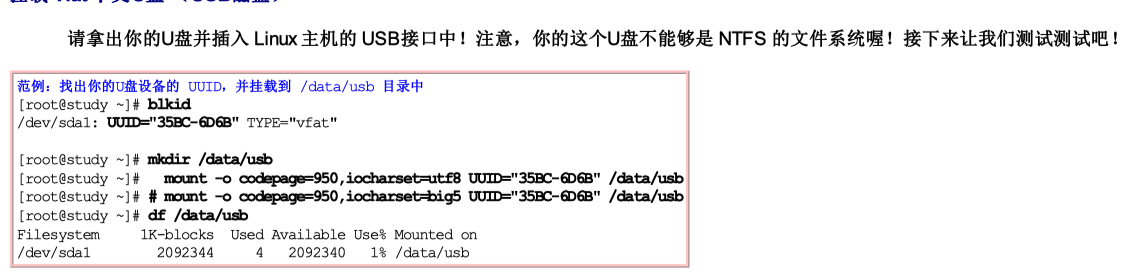 请拿出你的U盘并插入 Linux 主机的 USB接口中！注意，你的这个U盘不能够是 NTFS 的文件系统喔！接下来让我们测试测试吧！
范例：找出你的U盘设备的 UUID，并挂载到 /data/usb 目录中
[root@study ~]# blkid
/dev/sda1: UUID="35BC-6D6B" TYPE="vfat"
[root@study ~]# mkdir /data/usb
[root@study ~]#   mount -o codepage=950,iocharset=utf8 UUID="35BC-6D6B" /data/usb
[root@study ~]# # mount -o codepage=950,iocharset=big5 UUID="35BC-6D6B" /data/usb
[root@study ~]# df /data/usb
Filesystem     1K-blocks  Used Available Use% Mounted on
/dev/sda1        2092344     4   2092340   1% /data/usb